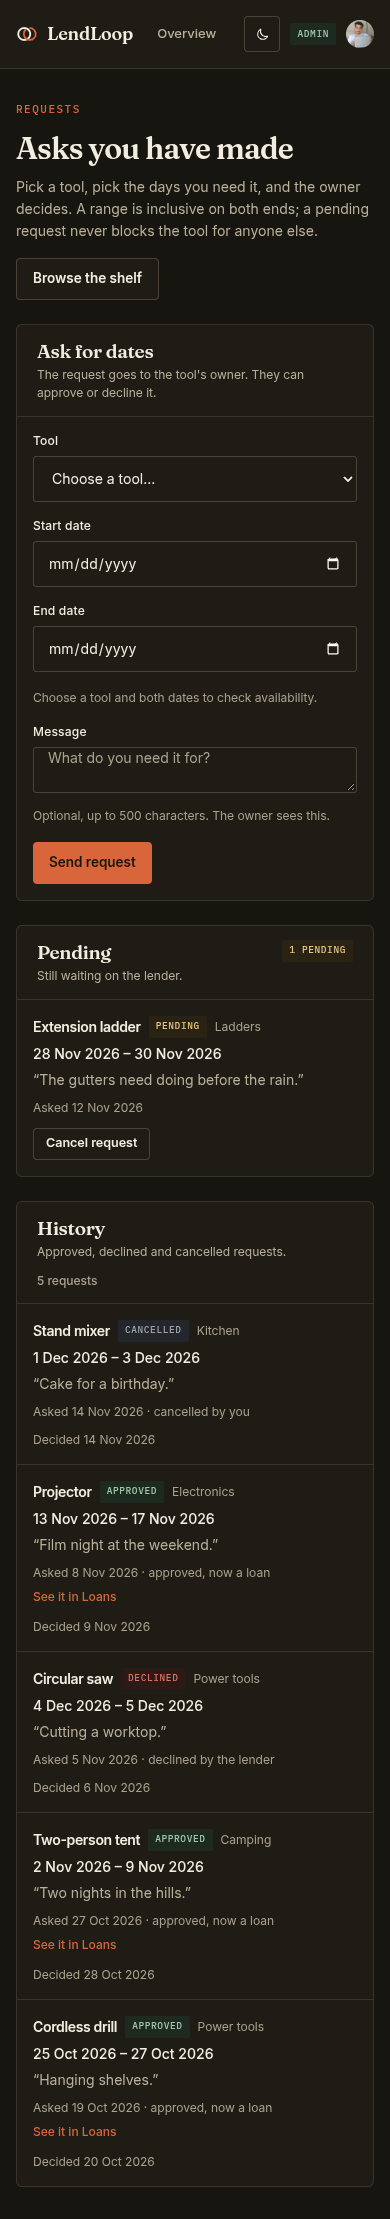 LendLoop Overview ADMIN
REQUESTS
Asks you have made
Pick a tool, pick the days you need it, and the owner
decides. A range is inclusive on both ends; a pending
request never blocks the tool for anyone else.
Browse the shelf
Ask for dates
The request goes to the tool's owner. They can
approve or decline it.
Tool
Choose a tool...
Start date
mm/dd/yyyy
End date
mm/dd/yyyy
Choose a tool and both dates to check availability.
Message
What do you need it for?
Optional, up to 500 characters. The owner sees this.
Send request
Pending 1 PENDING
Still waiting on the lender.
Extension ladder PENDING Ladders
28 Nov 2026 – 30 Nov 2026
“The gutters need doing before the rain.”
Asked 12 Nov 2026
Cancel request
History
Approved, declined and cancelled requests.
5 requests
Stand mixer CANCELLED Kitchen
1 Dec 2026 – 3 Dec 2026
“Cake for a birthday.”
Asked 14 Nov 2026 · cancelled by you
Decided 14 Nov 2026
Projector APPROVED Electronics
13 Nov 2026 – 17 Nov 2026
“Film night at the weekend.”
Asked 8 Nov 2026 · approved, now a loan
See it in Loans
Decided 9 Nov 2026
Circular saw DECLINED Power tools
4 Dec 2026 – 5 Dec 2026
“Cutting a worktop.”
Asked 5 Nov 2026 · declined by the lender
Decided 6 Nov 2026
Two-person tent APPROVED Camping
2 Nov 2026 – 9 Nov 2026
“Two nights in the hills.”
Asked 27 Oct 2026 · approved, now a loan
See it in Loans
Decided 28 Oct 2026
Cordless drill APPROVED Power tools
25 Oct 2026 – 27 Oct 2026
“Hanging shelves.”
Asked 19 Oct 2026 · approved, now a loan
See it in Loans
Decided 20 Oct 2026